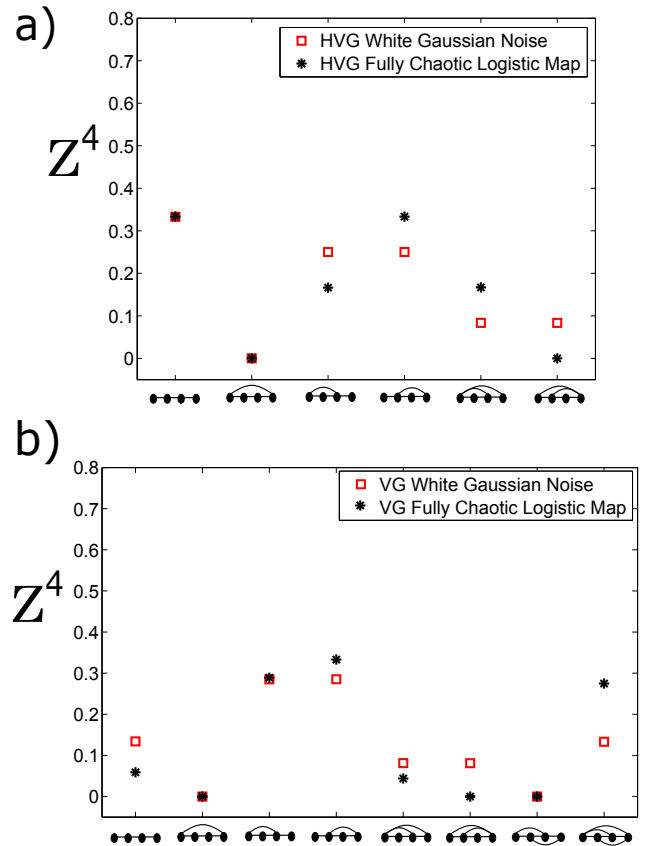 a)
0.8
HVG White Gaussian Noise
HVG Fully Chaotic Logistic Map
0.7
0.6
0.5
Z^4
0.4
0.3
0.2
0.1
0
b)
0.8
VG White Gaussian Noise
VG Fully Chaotic Logistic Map
0.7
0.6
0.5
Z^4
0.4
0.3
0.2
0.1
0